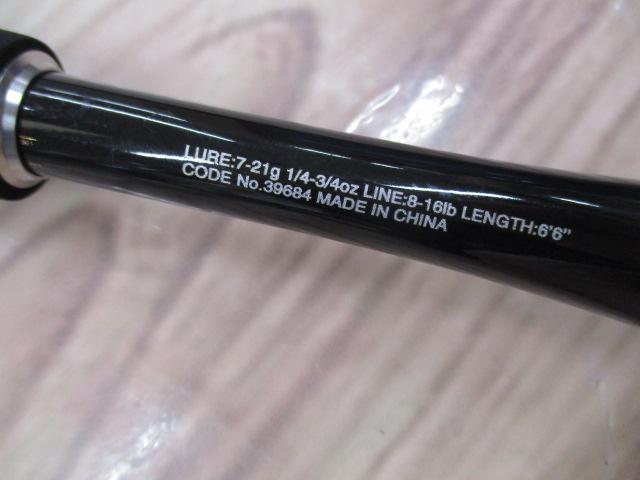 LURE:7-21g 1/4-3/4oz LINE:8-16lb LENGTH:6'6"
CODE No.39684 MADE IN CHINA